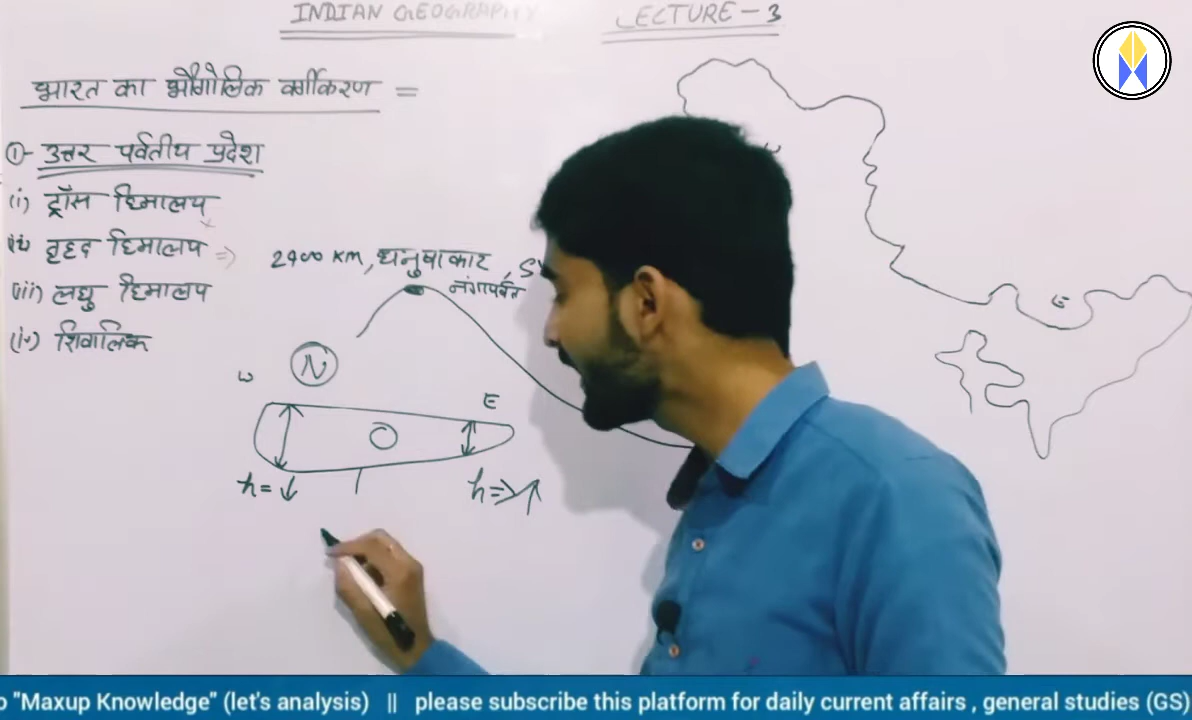 INDIAN GEOGRAPHY LECTURE - 3
भारत का भौगोलिक वर्गीकरण =
①- उत्तर पर्वतीय प्रदेश
(i) ट्रॉस हिमालय
(ii) वृहद हिमालय =>
2400 KM, धनुषाकार, SY
नंगापर्वत
(iii) लघु हिमालय
(iv) शिवालिक
N
W
E
h = ↓
h => ↑
E
"Maxup Knowledge" (let's analysis) || please subscribe this platform for daily current affairs , general studies (GS)